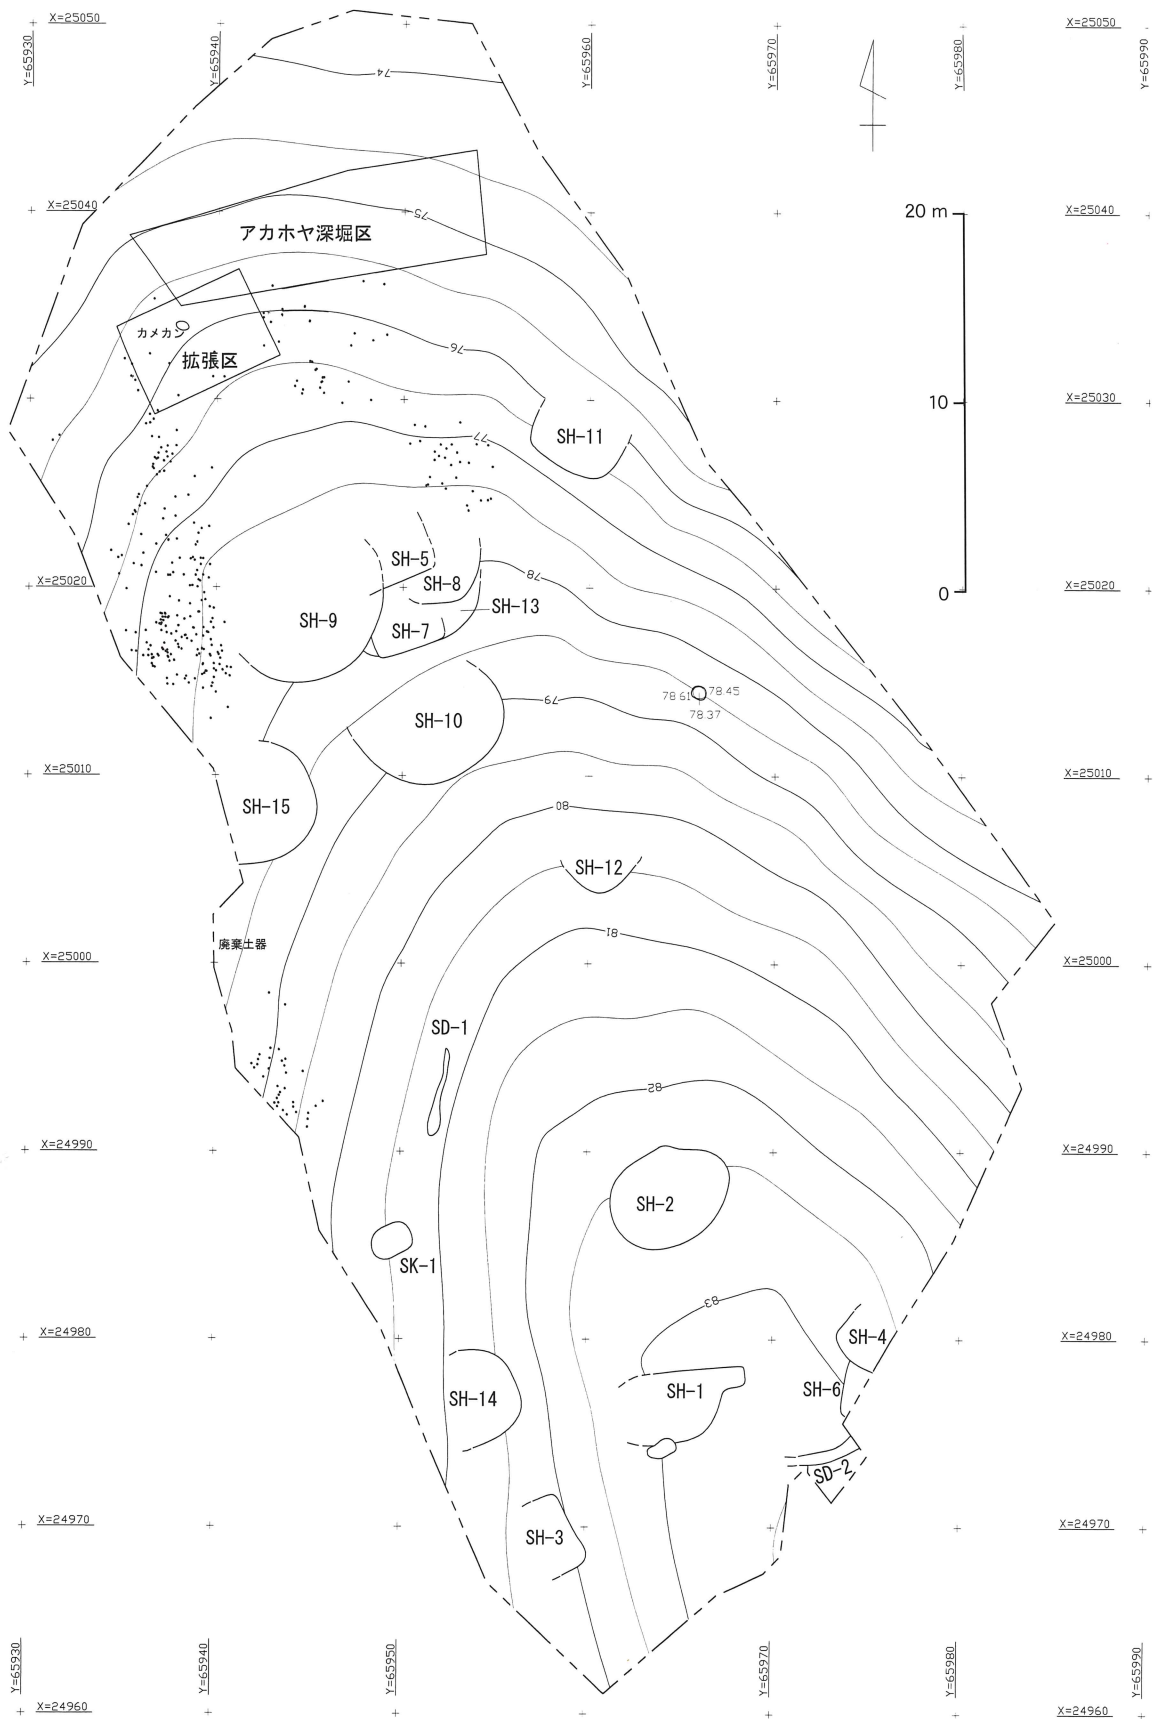 X=25050
X=25050
Y=65930
Y=65940
Y=65960
Y=65970
Y=65980
Y=65990
74
X=25040
X=25040
75
アカホヤ深堀区
20 m
カメカン
拡張区
76
X=25030
10
SH-11
77
SH-5
78
X=25020
SH-8
X=25020
0
SH-9
SH-13
SH-7
78.61
78.45
78.37
79
SH-10
X=25010
X=25010
SH-15
80
SH-12
81
廃棄土器
X=25000
X=25000
SD-1
82
X=24990
X=24990
SH-2
SK-1
83
X=24980
SH-4
X=24980
SH-14
SH-1
SH-6
SD-2
X=24970
X=24970
SH-3
Y=65930
Y=65940
Y=65950
Y=65970
Y=65980
Y=65990
X=24960
X=24960